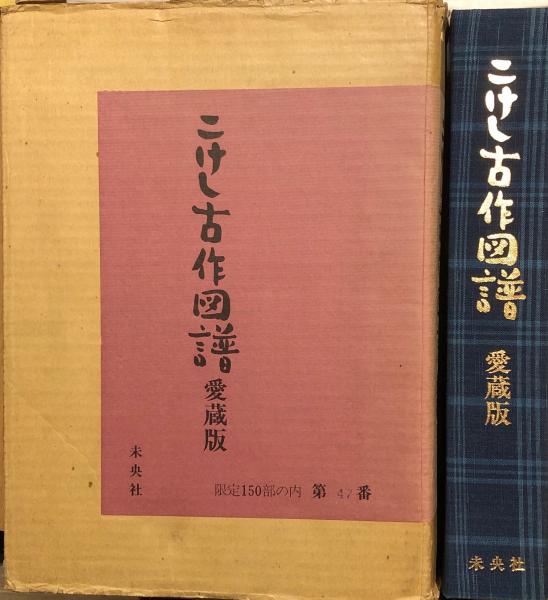 こけし古作図譜
愛蔵版
未央社
限定150部の内 第 47 番
こけし古作図譜
愛蔵版
未央社